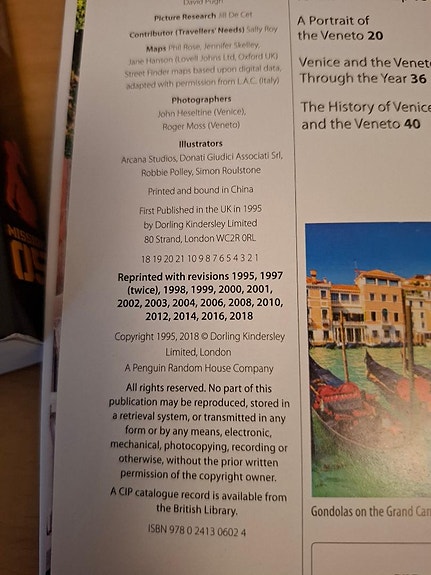 David Pugh
Picture Research Jill De Cet
Contributor (Travellers' Needs) Sally Roy
Maps Phil Rose, Jennifer Skelley,
Jane Hanson (Lovell Johns Ltd, Oxford UK)
Street Finder maps based upon digital data,
adapted with permission from L.A.C. (Italy)
Photographers
John Heseltine (Venice),
Roger Moss (Veneto)
Illustrators
Arcana Studios, Donati Giudici Associati Srl,
Robbie Polley, Simon Roulstone
Printed and bound in China
First Published in the UK in 1995
by Dorling Kindersley Limited
80 Strand, London WC2R 0RL
18 19 20 21 10 9 8 7 6 5 4 3 2 1
Reprinted with revisions 1995, 1997
(twice), 1998, 1999, 2000, 2001,
2002, 2003, 2004, 2006, 2008, 2010,
2012, 2014, 2016, 2018
Copyright 1995, 2018 © Dorling Kindersley
Limited, London
A Penguin Random House Company
All rights reserved. No part of this
publication may be reproduced, stored in
a retrieval system, or transmitted in any
form or by any means, electronic,
mechanical, photocopying, recording or
otherwise, without the prior written
permission of the copyright owner.
A CIP catalogue record is available from
the British Library.
ISBN 978 0 2413 0602 4
A Portrait of
the Veneto 20
Venice and the Venet
Through the Year 36
The History of Venice
and the Veneto 40
Gondolas on the Grand Can